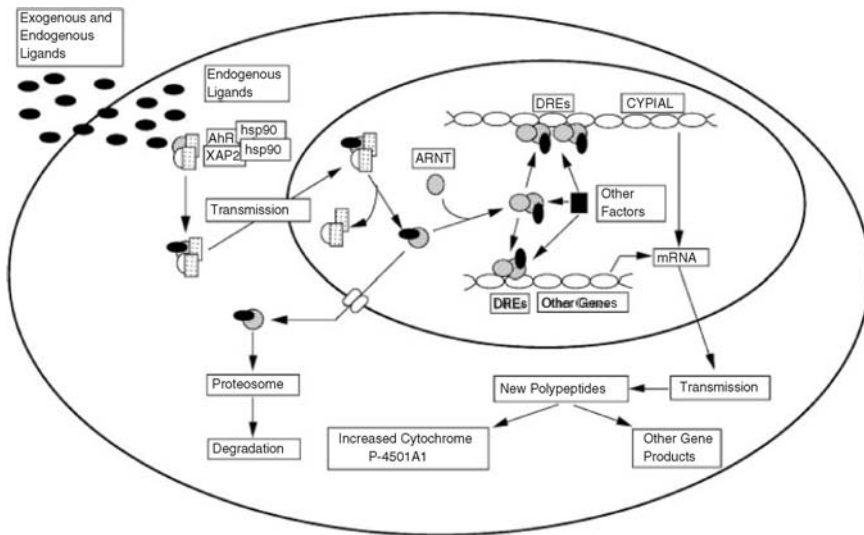 Exogenous and
Endogenous
Ligands
Endogenous
Ligands
AhR
hsp90
XAP2
hsp90
Transmission
ARNT
DREs
CYPIAL
Other
Factors
mRNA
DREs
Other Genes
Proteosome
Degradation
New Polypeptides
Transmission
Increased Cytochrome
P-4501A1
Other Gene
Products